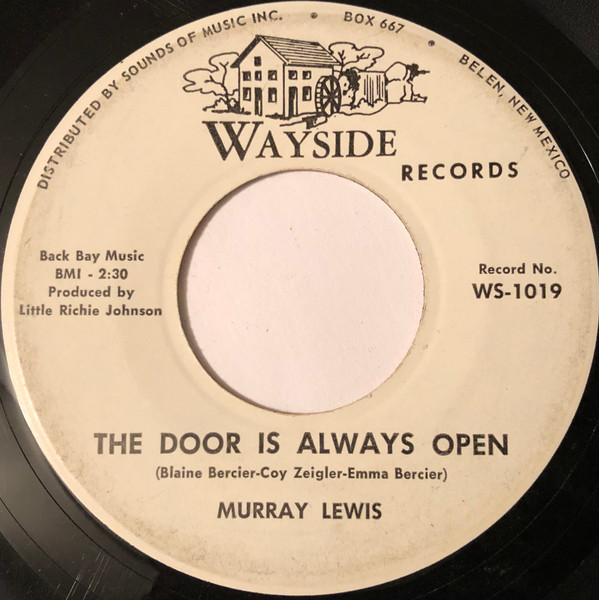 DISTRIBUTED BY SOUNDS OF MUSIC INC. • BOX 667 • BELEN, NEW MEXICO
WAYSIDE
RECORDS
Back Bay Music
BMI - 2:30
Produced by
Little Richie Johnson
Record No.
WS-1019
THE DOOR IS ALWAYS OPEN
(Blaine Bercier-Coy Zeigler-Emma Bercier)
MURRAY LEWIS